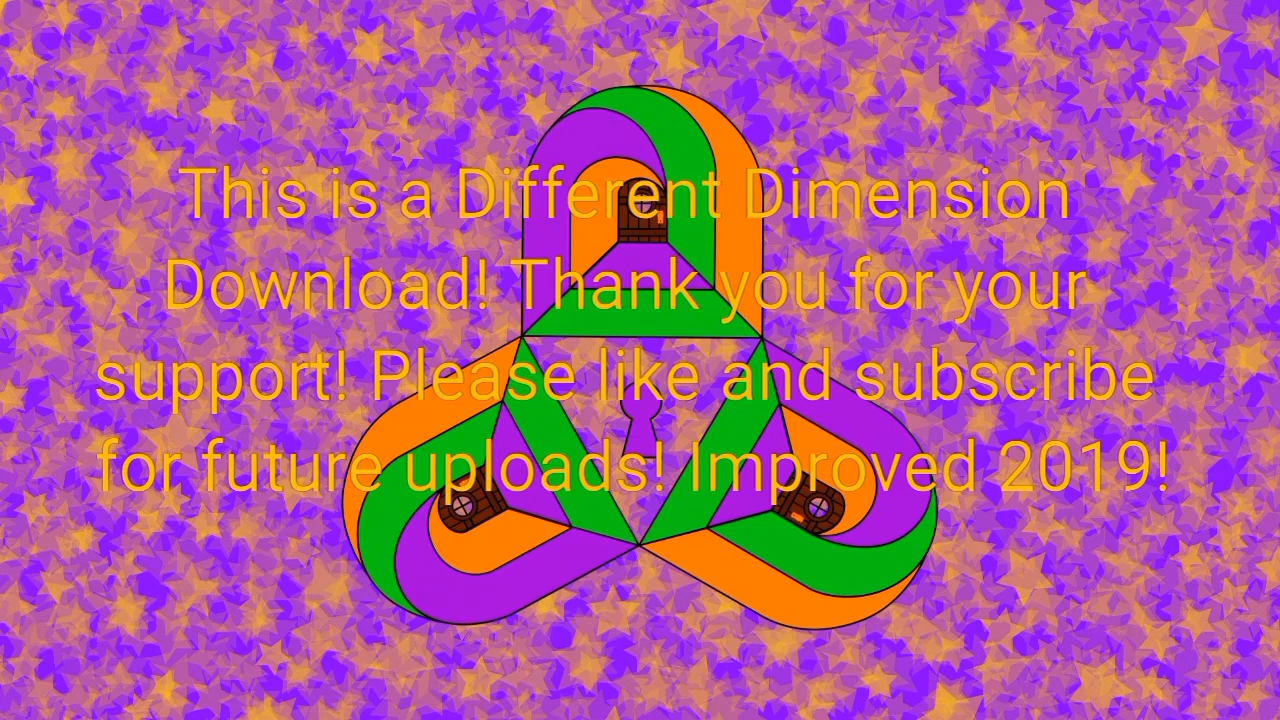 This is a Different Dimension
Download! Thank you for your
support! Please like and subscribe
for future uploads! Improved 2019!